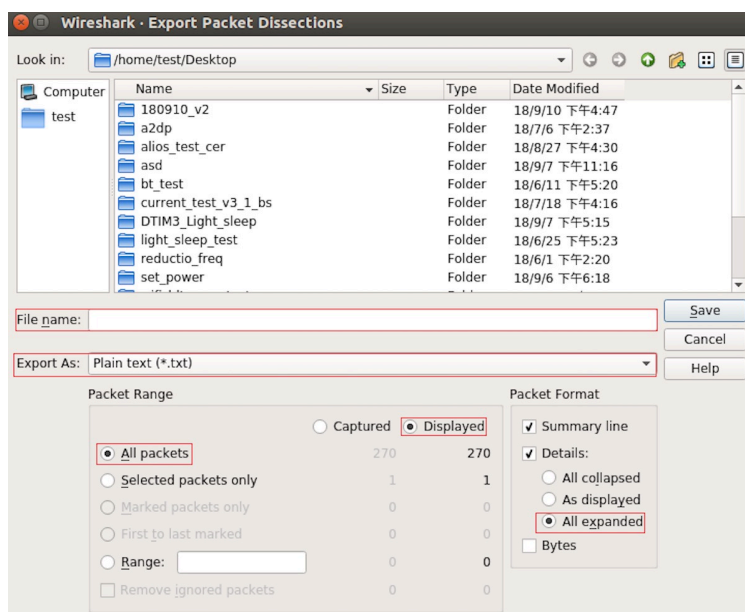 Wireshark · Export Packet Dissections
Look in: /home/test/Desktop
Computer
test
Name Size Type Date Modified
180910_v2 Folder 18/9/10 下午4:47
a2dp Folder 18/7/6 下午2:37
alios_test_cer Folder 18/8/27 下午4:30
asd Folder 18/9/7 下午11:16
bt_test Folder 18/6/11 下午5:20
current_test_v3_1_bs Folder 18/7/18 下午4:16
DTIM3_Light_sleep Folder 18/9/7 下午5:15
light_sleep_test Folder 18/6/25 下午5:23
reductio_freq Folder 18/6/1 下午2:20
set_power Folder 18/9/6 下午6:18
File name:
Save
Cancel
Export As: Plain text (*.txt)
Help
Packet Range
Captured Displayed
All packets 270 270
Selected packets only 1 1
Marked packets only 0 0
First to last marked 0 0
Range: 0 0
Remove ignored packets 0 0
Packet Format
Summary line
Details:
All collapsed
As displayed
All expanded
Bytes